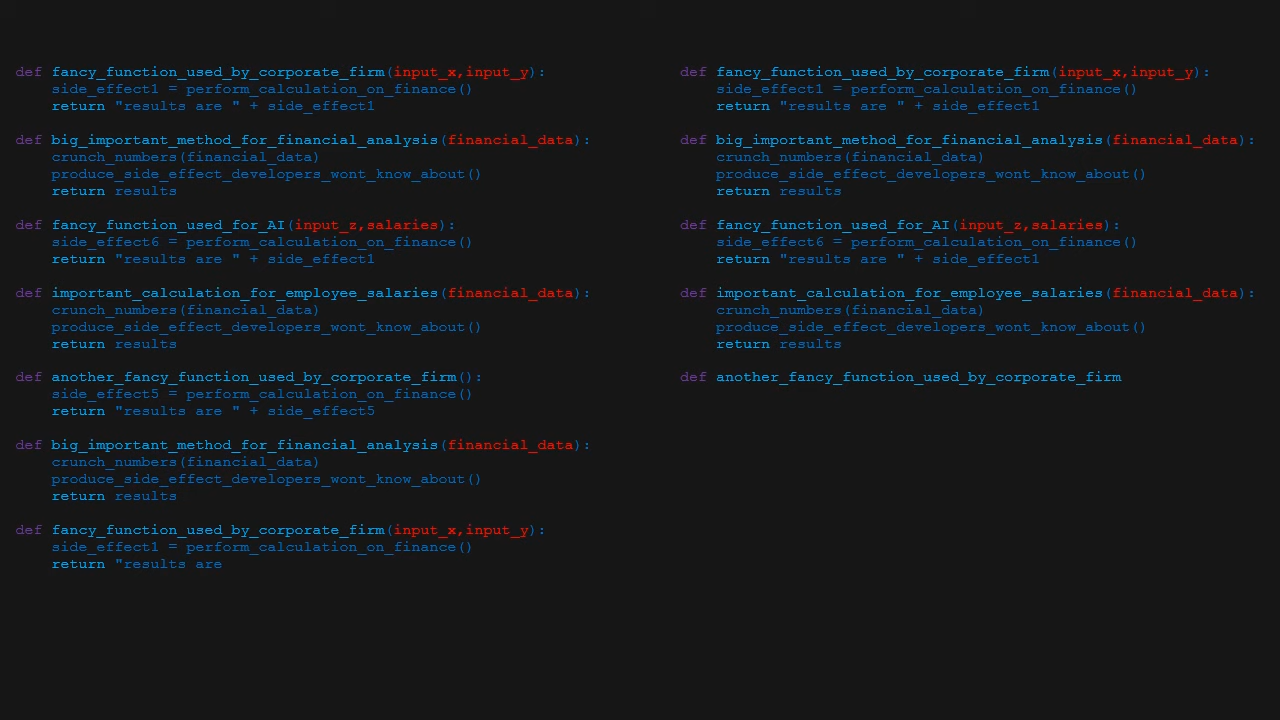 def fancy_function_used_by_corporate_firm(input_x,input_y):
    side_effect1 = perform_calculation_on_finance()
    return "results are " + side_effect1

def big_important_method_for_financial_analysis(financial_data):
    crunch_numbers(financial_data)
    produce_side_effect_developers_wont_know_about()
    return results

def fancy_function_used_for_AI(input_z,salaries):
    side_effect6 = perform_calculation_on_finance()
    return "results are " + side_effect1

def important_calculation_for_employee_salaries(financial_data):
    crunch_numbers(financial_data)
    produce_side_effect_developers_wont_know_about()
    return results

def another_fancy_function_used_by_corporate_firm():
    side_effect5 = perform_calculation_on_finance()
    return "results are " + side_effect5

def big_important_method_for_financial_analysis(financial_data):
    crunch_numbers(financial_data)
    produce_side_effect_developers_wont_know_about()
    return results

def fancy_function_used_by_corporate_firm(input_x,input_y):
    side_effect1 = perform_calculation_on_finance()
    return "results are

def fancy_function_used_by_corporate_firm(input_x,input_y):
    side_effect1 = perform_calculation_on_finance()
    return "results are " + side_effect1

def big_important_method_for_financial_analysis(financial_data):
    crunch_numbers(financial_data)
    produce_side_effect_developers_wont_know_about()
    return results

def fancy_function_used_for_AI(input_z,salaries):
    side_effect6 = perform_calculation_on_finance()
    return "results are " + side_effect1

def important_calculation_for_employee_salaries(financial_data):
    crunch_numbers(financial_data)
    produce_side_effect_developers_wont_know_about()
    return results

def another_fancy_function_used_by_corporate_firm